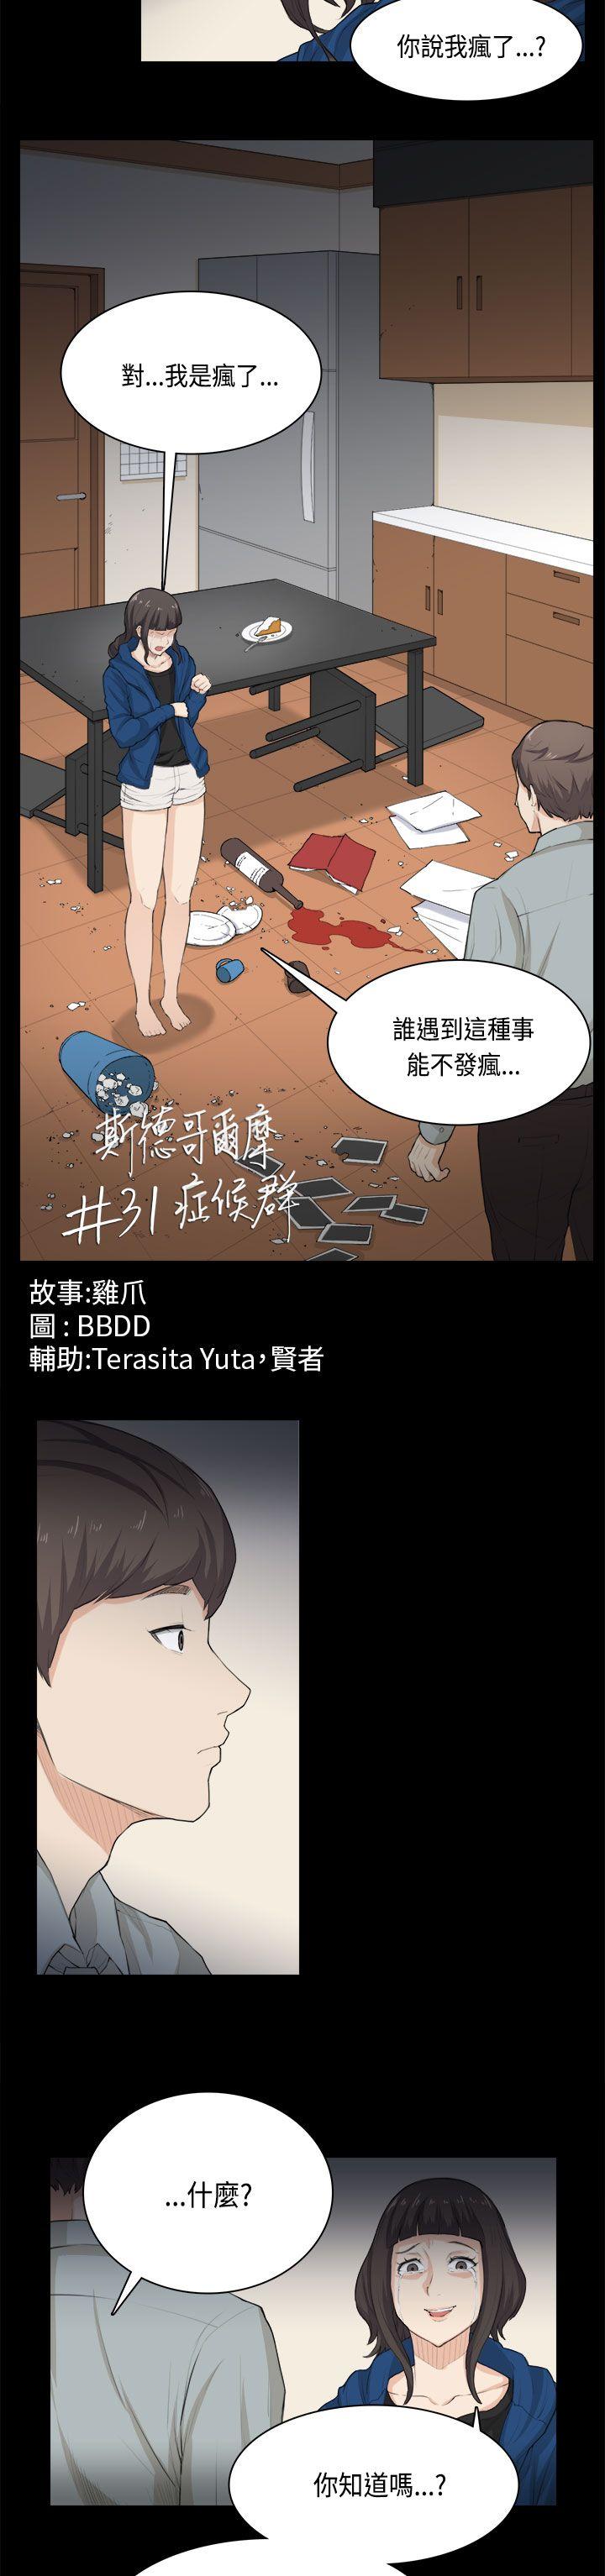 你說我瘋了...?
對...我是瘋了...
誰遇到這種事
能不發瘋...
斯德哥爾摩
#31 症候群
故事:雞爪
圖 : BBDD
輔助:Terasita Yuta,賢者
...什麼?
你知道嗎...?